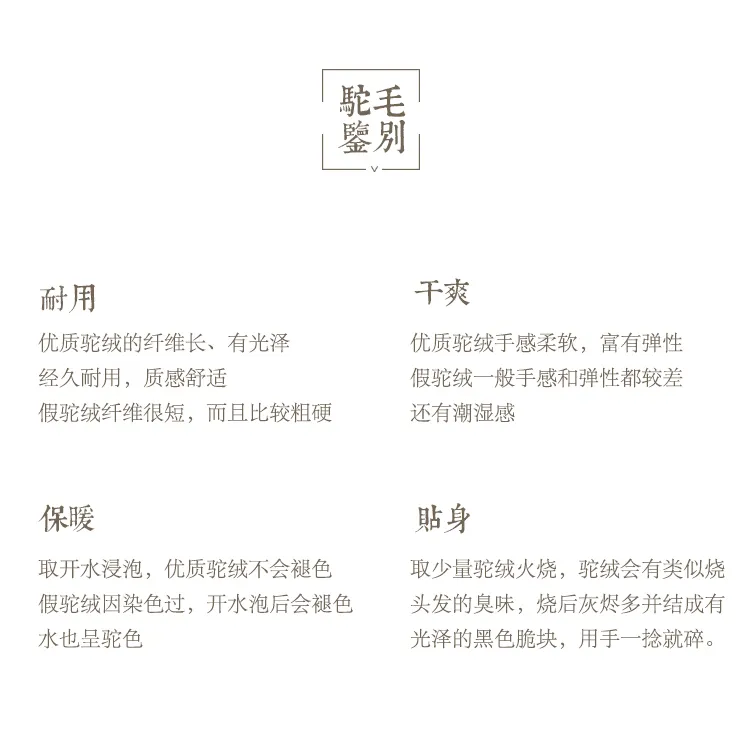 駝毛
鑒別
耐用
优质驼绒的纤维长、有光泽
经久耐用，质感舒适
假驼绒纤维很短，而且比较粗硬
干爽
优质驼绒手感柔软，富有弹性
假驼绒一般手感和弹性都较差
还有潮湿感
保暖
取开水浸泡，优质驼绒不会褪色
假驼绒因染色过，开水泡后会褪色
水也呈驼色
貼身
取少量驼绒火烧，驼绒会有类似烧
头发的臭味，烧后灰烬多并结成有
光泽的黑色脆块，用手一捻就碎。